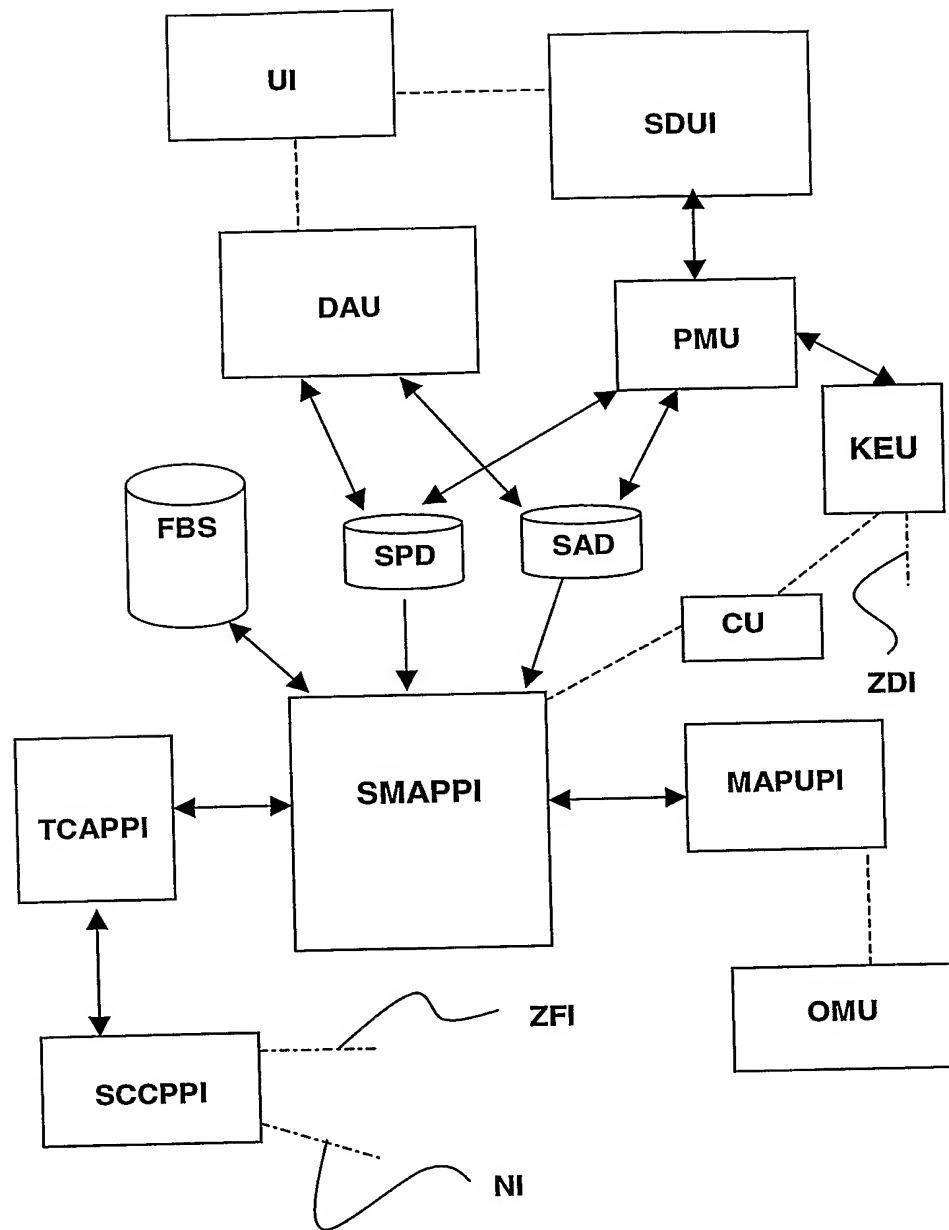 UI
SDUI
DAU
PMU
KEU
FBS
SPD
SAD
CU
ZDI
SMAPPI
MAPUPI
TCAPPI
OMU
ZFI
SCCPPI
NI